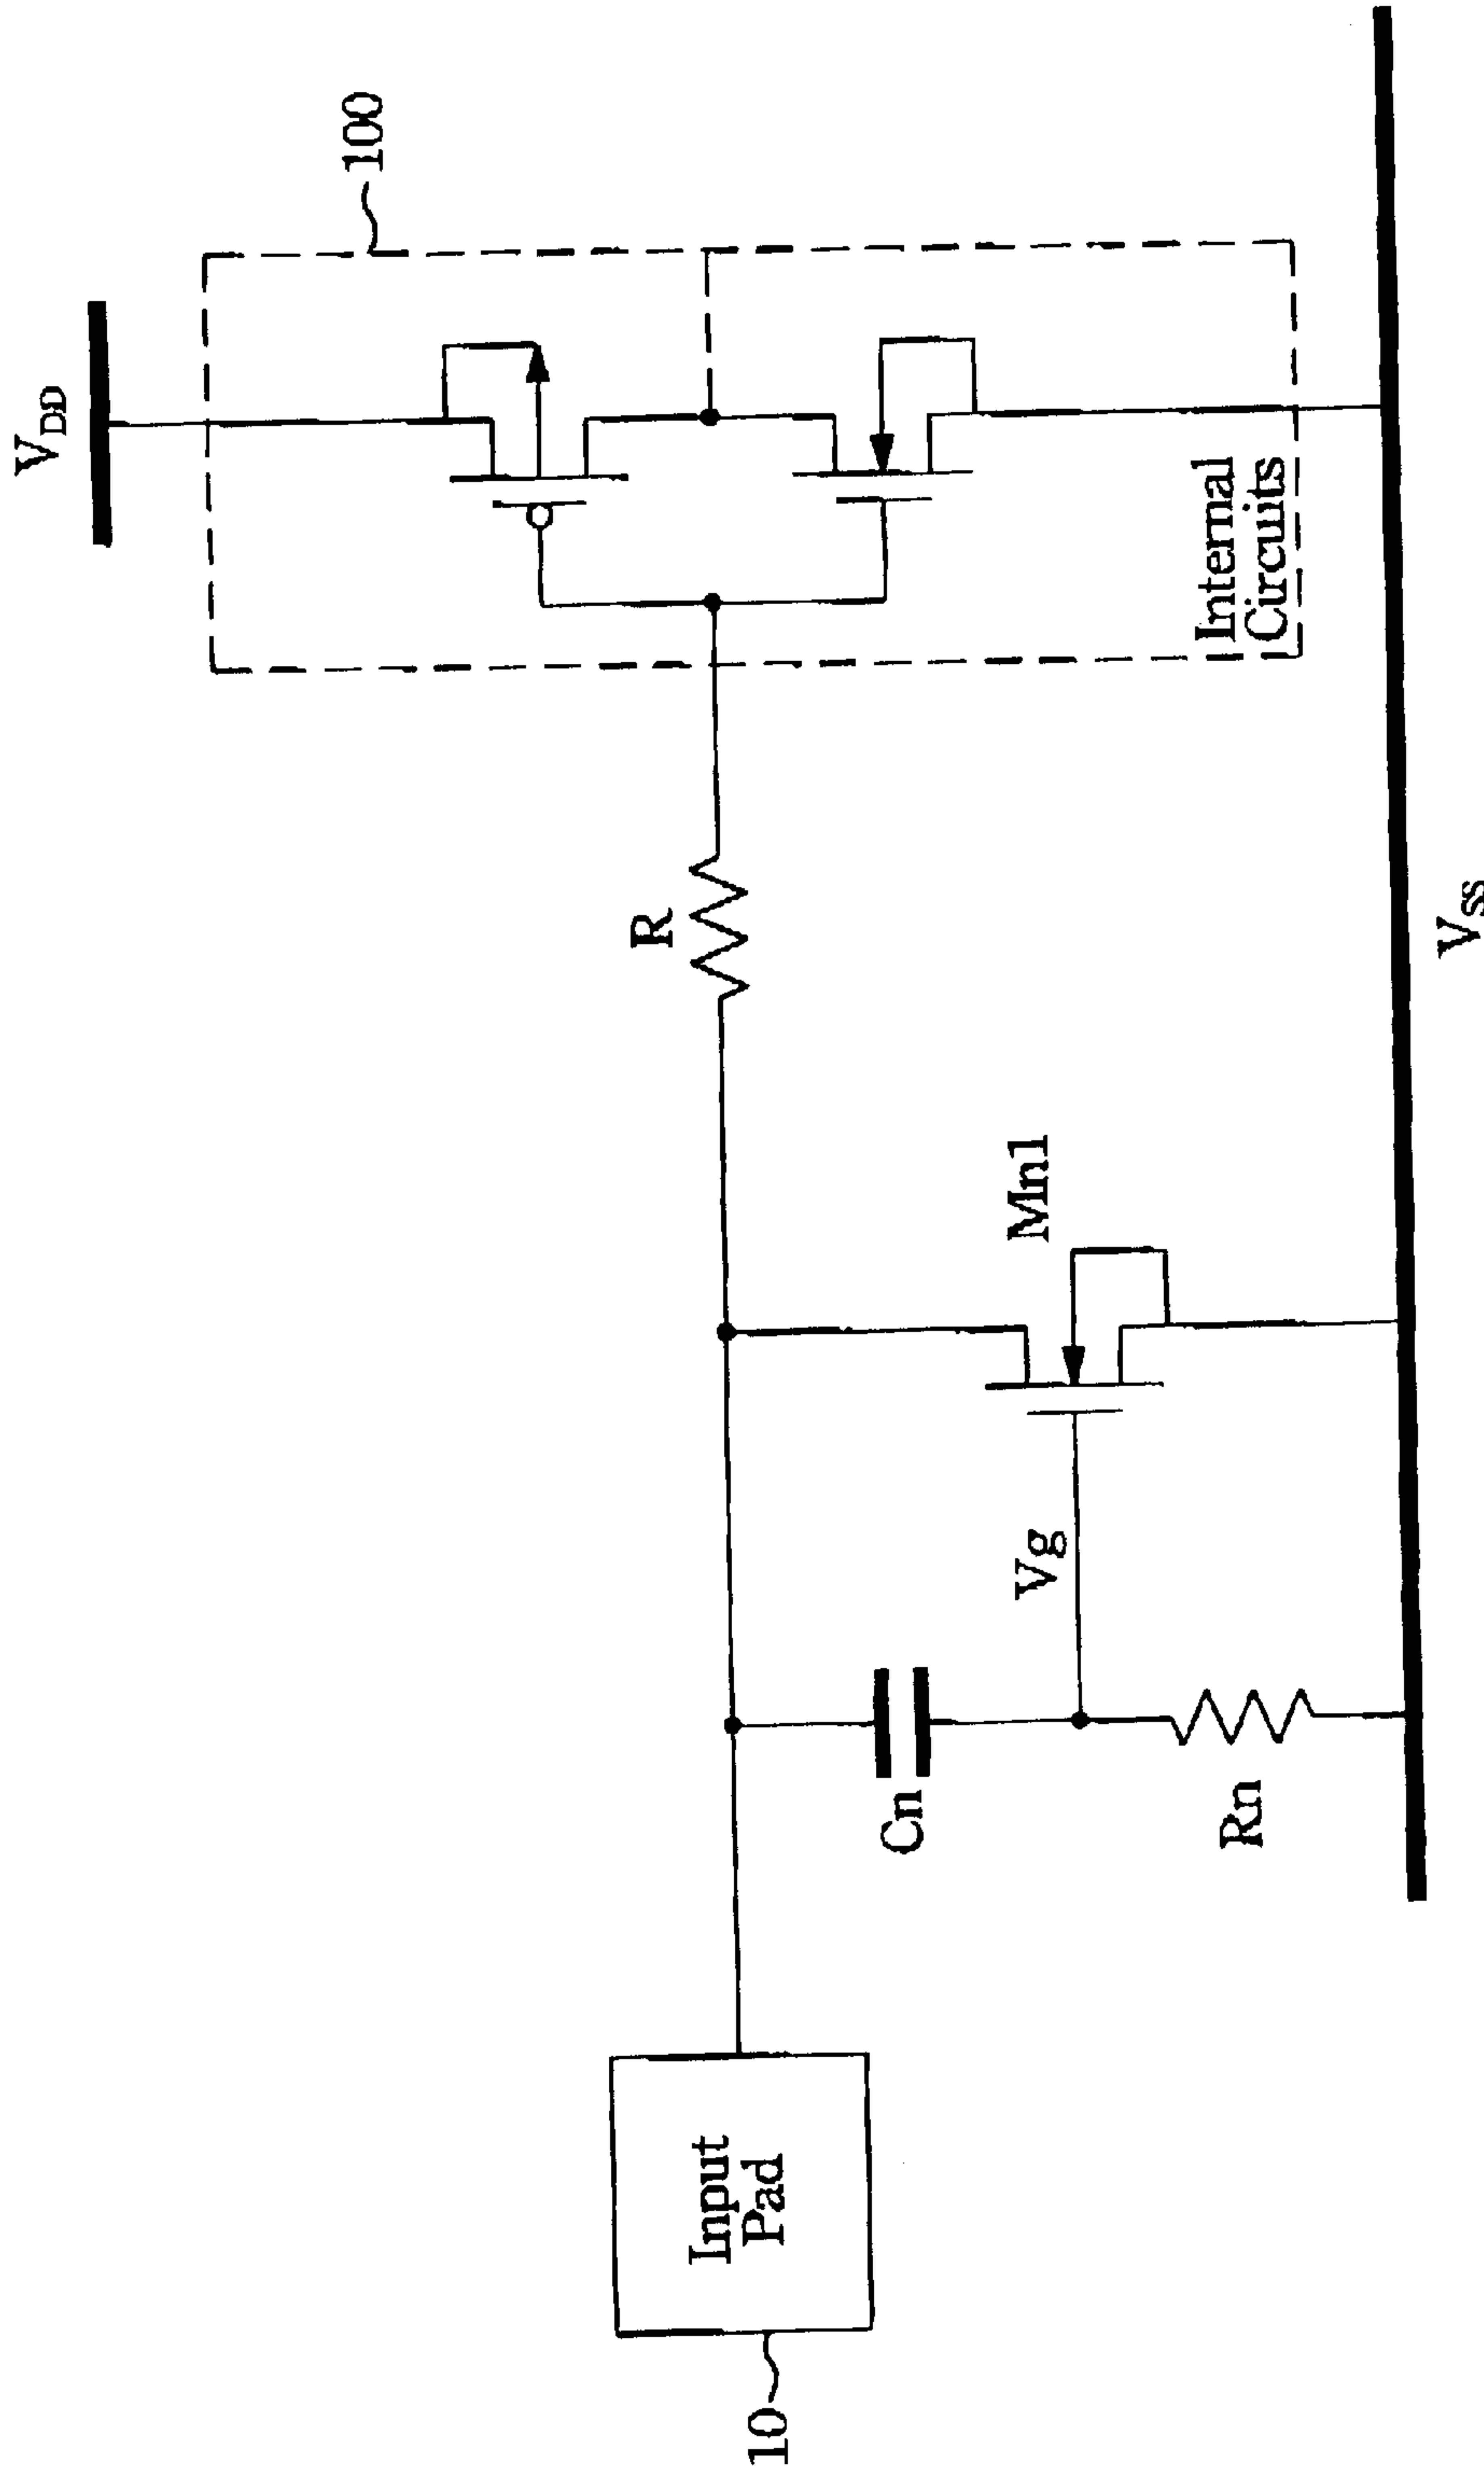 V_DD
100
R
Mn1
Vg
Cn
Rn
Input
Pad
10
Internal
Circuits
V_SS